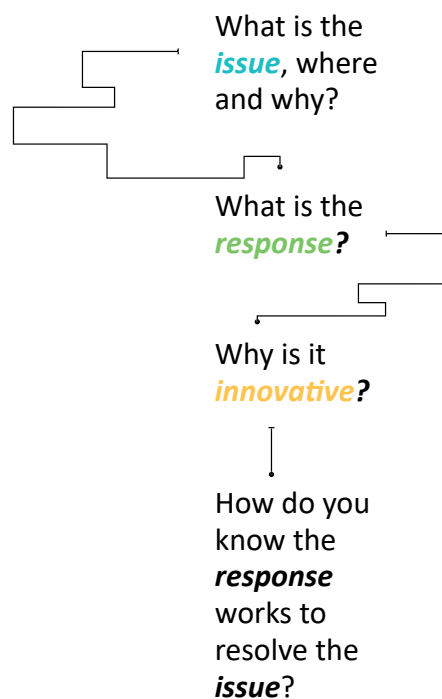 What is the
issue, where
and why?
What is the
response?
Why is it
innovative?
How do you
know the
response
works to
resolve the
issue?